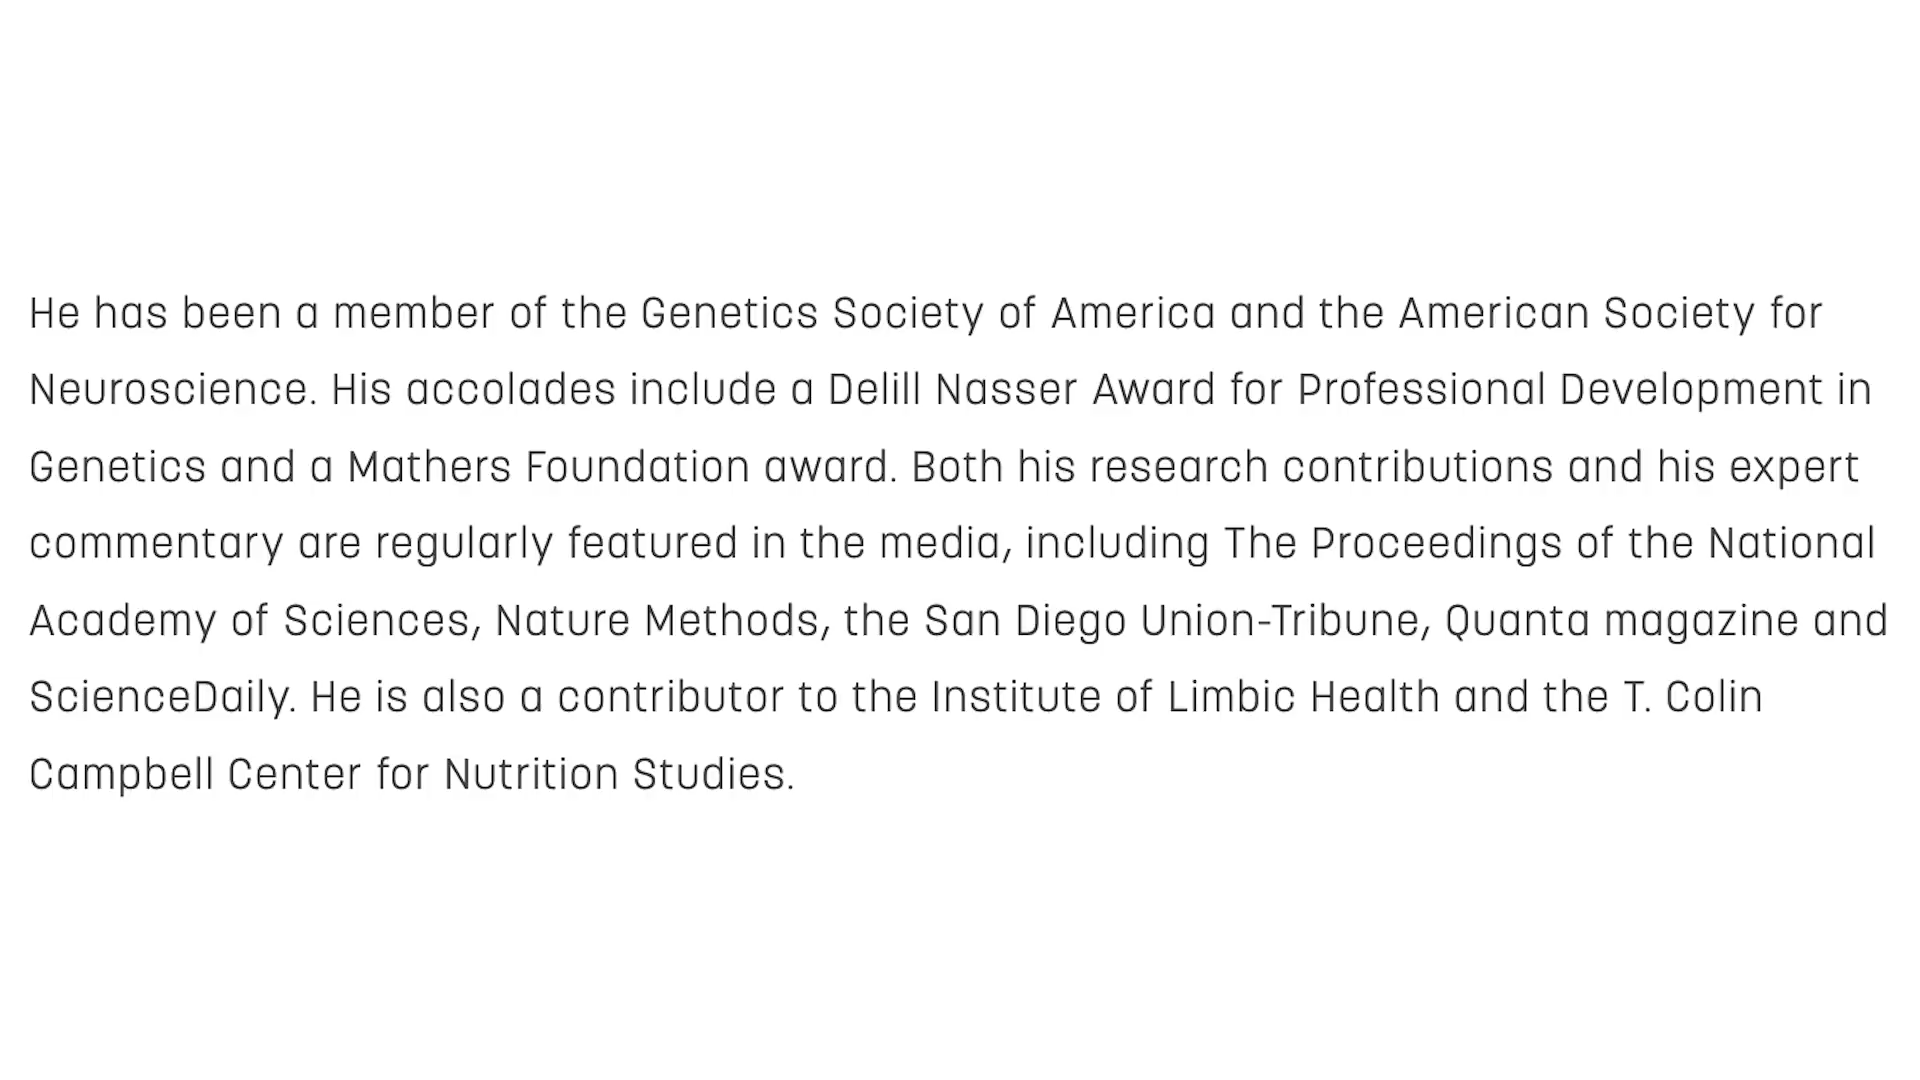 He has been a member of the Genetics Society of America and the American Society for
Neuroscience. His accolades include a Delill Nasser Award for Professional Development in
Genetics and a Mathers Foundation award. Both his research contributions and his expert
commentary are regularly featured in the media, including The Proceedings of the National
Academy of Sciences, Nature Methods, the San Diego Union-Tribune, Quanta magazine and
ScienceDaily. He is also a contributor to the Institute of Limbic Health and the T. Colin
Campbell Center for Nutrition Studies.